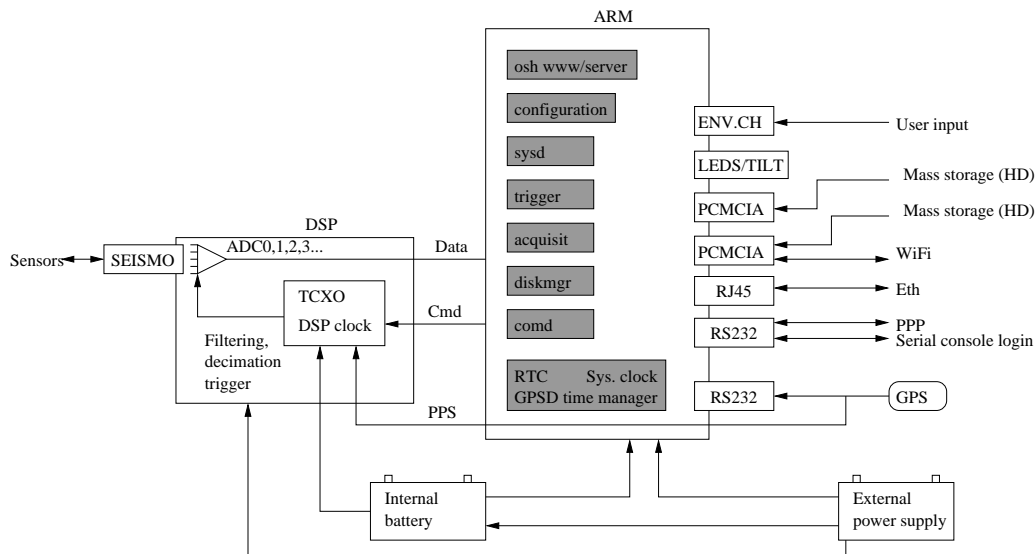 ARM
osh www/server
configuration
ENV.CH
User input
sysd
LEDS/TILT
Mass storage (HD)
trigger
PCMCIA
Mass storage (HD)
DSP
ADC0,1,2,3...
Data
acquisit
PCMCIA
WiFi
Sensors
SEISMO
diskmgr
RJ45
Eth
TCXO
DSP clock
Cmd
comd
RS232
PPP
Serial console login
Filtering,
decimation
trigger
RTC Sys. clock
GPSD time manager
RS232
GPS
PPS
Internal
battery
External
power supply